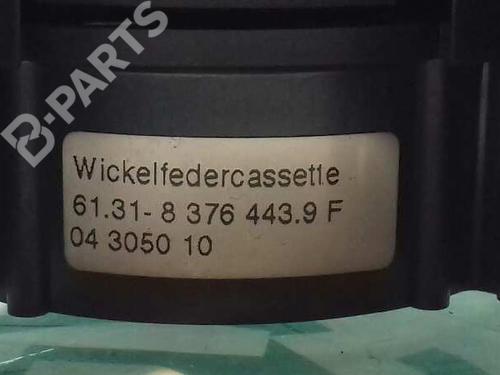 B-PARTS
Wickelfedercassette
61.31- 8 376 443.9 F
04 3050 10